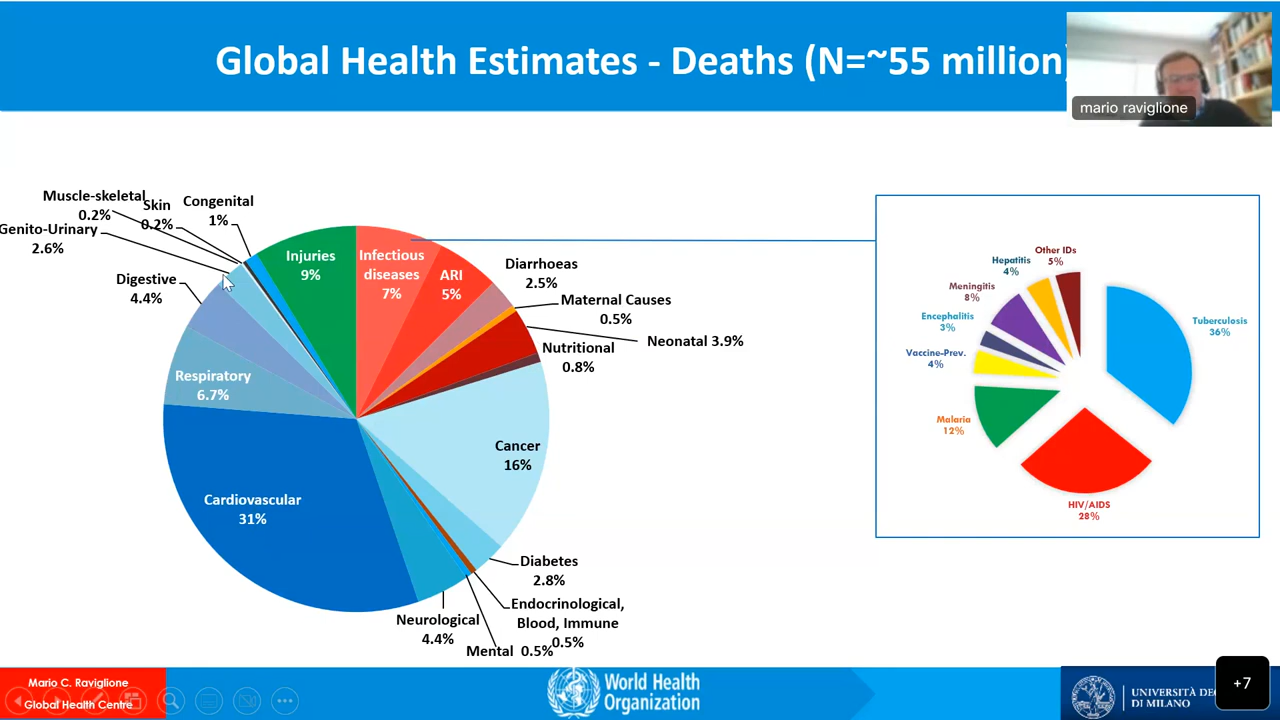 Global Health Estimates - Deaths (N=~55 million)
mario raviglione
Muscle-skeletal
0.2%
Skin
0.2%
Congenital
1%
Genito-Urinary
2.6%
Digestive
4.4%
Respiratory
6.7%
Cardiovascular
31%
Injuries
9%
Infectious
diseases
7%
ARI
5%
Diarrhoeas
2.5%
Maternal Causes
0.5%
Neonatal 3.9%
Nutritional
0.8%
Cancer
16%
Diabetes
2.8%
Endocrinological,
Blood, Immune
0.5%
Mental 0.5%
Neurological
4.4%
Other IDs
5%
Hepatitis
4%
Meningitis
8%
Encephalitis
3%
Vaccine-Prev.
4%
Malaria
12%
HIV/AIDS
28%
Tuberculosis
36%
Mario C. Raviglione
Global Health Centre
World Health
Organization
UNIVERSITÀ
DI MILANO
+7